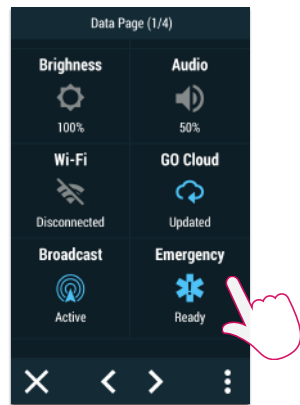 Data Page (1/4)
Brighness Audio
100% 50%
Wi-Fi GO Cloud
Disconnected Updated
Broadcast Emergency
Active Ready